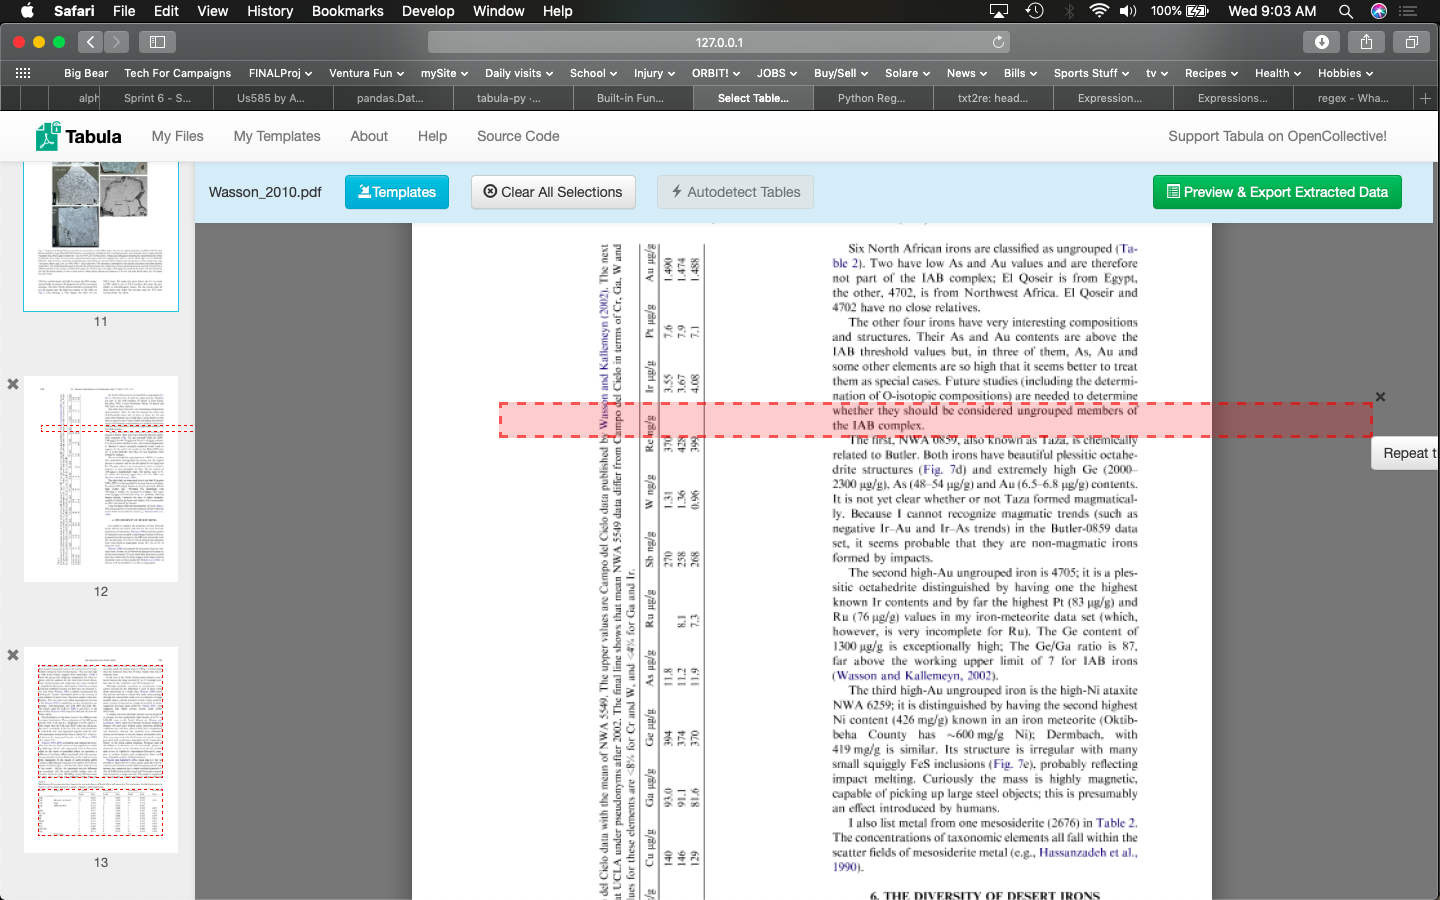 Safari File Edit View History Bookmarks Develop Window Help 100% Wed 9:03 AM
127.0.0.1
Big Bear Tech For Campaigns FINALProj Ventura Fun mySite Daily visits School Injury ORBIT! JOBS Buy/Sell Solare News Bills Sports Stuff tv Recipes Health Hobbies
alph Sprint 6 - S... Us585 by A... pandas.Dat... tabula-py ·... Built-in Fun... Select Table... Python Reg... txt2re: head... Expression... Expressions... regex - Wha...
Tabula My Files My Templates About Help Source Code Support Tabula on OpenCollective!
Wasson_2010.pdf Templates Clear All Selections Autodetect Tables Preview & Export Extracted Data
11
12
13
del Cielo data with the mean of NWA 5549. The upper values are Campo del Cielo data published by Wasson and Kallemeyn (2002). The next
at UCLA under pseudonyms after 2002. The final line shows that mean NWA 5549 data differ from Campo del Cielo in terms of Cr, Ga, W and
lues for these elements are <8% for Cr and W, and <4% for Ga and Ir.
Cu µg/g Ga µg/g Ge µg/g As µg/g Ru µg/g Sb ng/g W ng/g Re ng/g Ir µg/g Pt µg/g Au µg/g
140 93.0 394 11.8 270 1.31 370 3.55 7.6 1.490
146 91.1 374 11.2 8.1 258 1.36 428 3.67 7.9 1.474
129 81.6 370 11.9 7.3 268 0.96 390 4.08 7.1 1.488
Six North African irons are classified as ungrouped (Ta-
ble 2). Two have low As and Au values and are therefore
not part of the IAB complex; El Qoseir is from Egypt,
the other, 4702, is from Northwest Africa. El Qoseir and
4702 have no close relatives.
The other four irons have very interesting compositions
and structures. Their As and Au contents are above the
IAB threshold values but, in three of them, As, Au and
some other elements are so high that it seems better to treat
them as special cases. Future studies (including the determi-
nation of O-isotopic compositions) are needed to determine
whether they should be considered ungrouped members of
the IAB complex.
The first, NWA 0859, also known as Taza, is chemically
related to Butler. Both irons have beautiful plessitic octahe-
drite structures (Fig. 7d) and extremely high Ge (2000–
2300 µg/g), As (48–54 µg/g) and Au (6.5–6.8 µg/g) contents.
It is not yet clear whether or not Taza formed magmatical-
ly. Because I cannot recognize magmatic trends (such as
negative Ir–Au and Ir–As trends) in the Butler-0859 data
set, it seems probable that they are non-magmatic irons
formed by impacts.
The second high-Au ungrouped iron is 4705; it is a ples-
sitic octahedrite distinguished by having one the highest
known Ir contents and by far the highest Pt (83 µg/g) and
Ru (76 µg/g) values in my iron-meteorite data set (which,
however, is very incomplete for Ru). The Ge content of
1300 µg/g is exceptionally high; The Ge/Ga ratio is 87,
far above the working upper limit of 7 for IAB irons
(Wasson and Kallemeyn, 2002).
The third high-Au ungrouped iron is the high-Ni ataxite
NWA 6259; it is distinguished by having the second highest
Ni content (426 mg/g) known in an iron meteorite (Oktib-
beha County has ~600 mg/g Ni); Dermbach, with
419 mg/g is similar. Its structure is irregular with many
small squiggly FeS inclusions (Fig. 7e), probably reflecting
impact melting. Curiously the mass is highly magnetic,
capable of picking up large steel objects; this is presumably
an effect introduced by humans.
I also list metal from one mesosiderite (2676) in Table 2.
The concentrations of taxonomic elements all fall within the
scatter fields of mesosiderite metal (e.g., Hassanzadeh et al.,
1990).
6. THE DIVERSITY OF DESERT IRONS
Repeat t